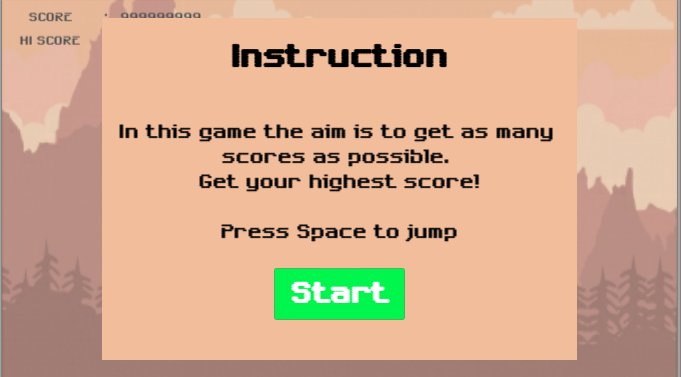 SCORE : 999999999
HI SCORE
Instruction
In this game the aim is to get as many
scores as possible.
Get your highest score!
Press Space to jump
Start